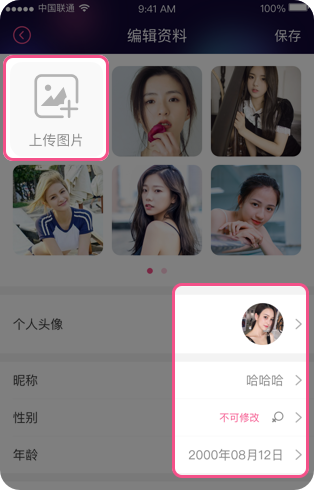 中国联通 9:41 AM 100%
编辑资料 保存
上传图片
个人头像
昵称 哈哈哈
性别 不可修改
年龄 2000年08月12日